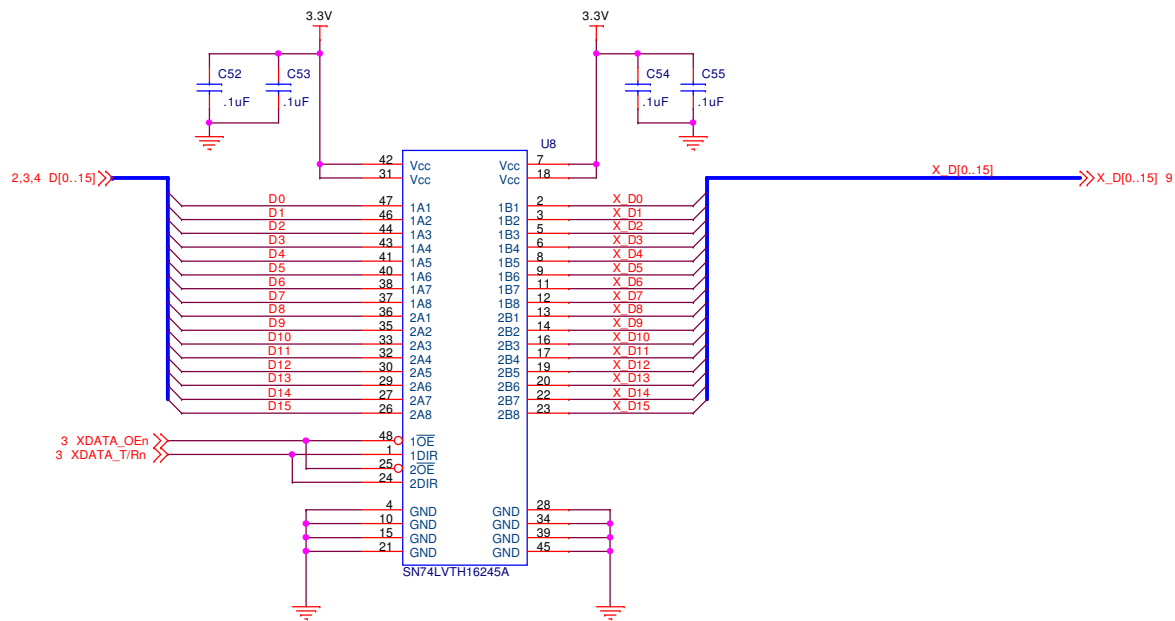 3.3V 3.3V
C52 C53 C54 C55
.1uF .1uF .1uF .1uF
U8
42 Vcc Vcc 7
2,3,4 D[0..15] 31 Vcc Vcc 18 X_D[0..15] X_D[0..15] 9
D0 47 1A1 1B1 2 X_D0
D1 46 1A2 1B2 3 X_D1
D2 44 1A3 1B3 5 X_D2
D3 43 1A4 1B4 6 X_D3
D4 41 1A5 1B5 8 X_D4
D5 40 1A6 1B6 9 X_D5
D6 38 1A7 1B7 11 X_D6
D7 37 1A8 1B8 12 X_D7
D8 36 2A1 2B1 13 X_D8
D9 35 2A2 2B2 14 X_D9
D10 33 2A3 2B3 16 X_D10
D11 32 2A4 2B4 17 X_D11
D12 30 2A5 2B5 19 X_D12
D13 29 2A6 2B6 20 X_D13
D14 27 2A7 2B7 22 X_D14
D15 26 2A8 2B8 23 X_D15
3 XDATA_OEn 48 1OE
3 XDATA_T/Rn 1 1DIR
25 2OE
24 2DIR
4 GND GND 28
10 GND GND 34
15 GND GND 39
21 GND GND 45
SN74LVTH16245A